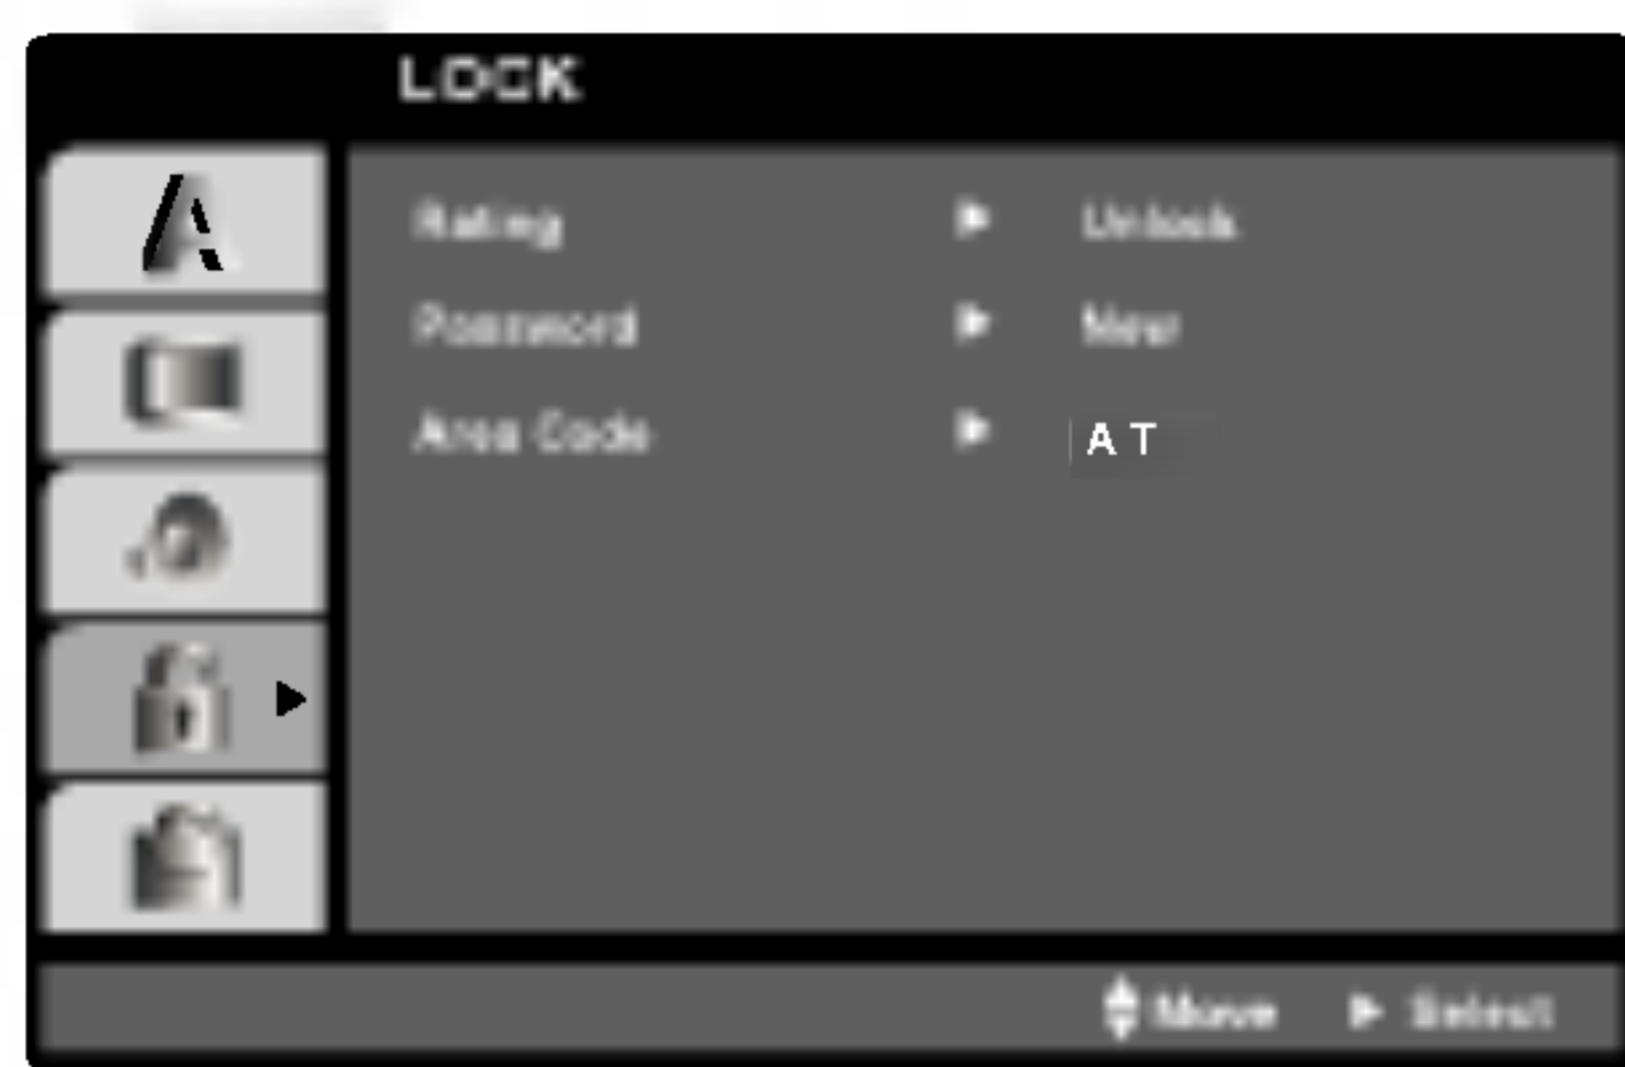 LOCK
Rating ► Unlock
Password ► New
Area Code ► A T
Move ► Select